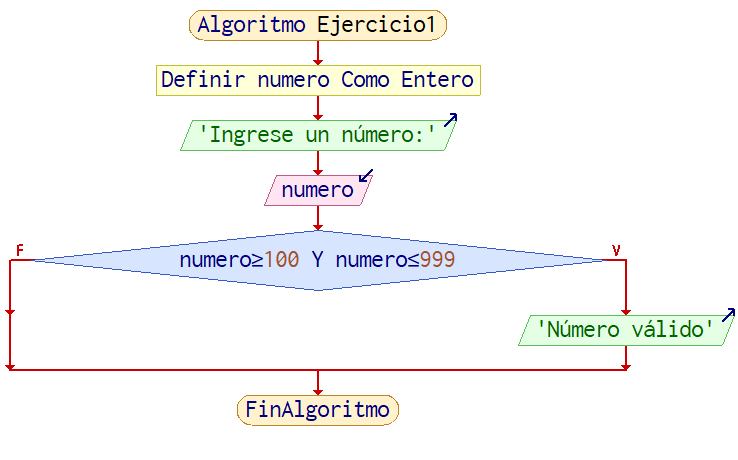 Algoritmo Ejercicio1
Definir numero Como Entero
'Ingrese un número:'
numero
F
V
numero≥100 Y numero≤999
'Número válido'
FinAlgoritmo